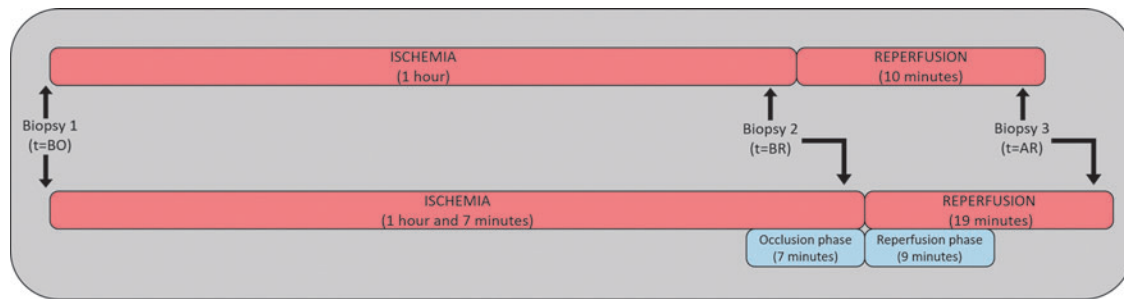 ISCHEMIA
(1 hour)
REPERFUSION
(10 minutes)
Biopsy 1
(t=BO)
Biopsy 2
(t=BR)
Biopsy 3
(t=AR)
ISCHEMIA
(1 hour and 7 minutes)
REPERFUSION
(19 minutes)
Occlusion phase
(7 minutes)
Reperfusion phase
(9 minutes)